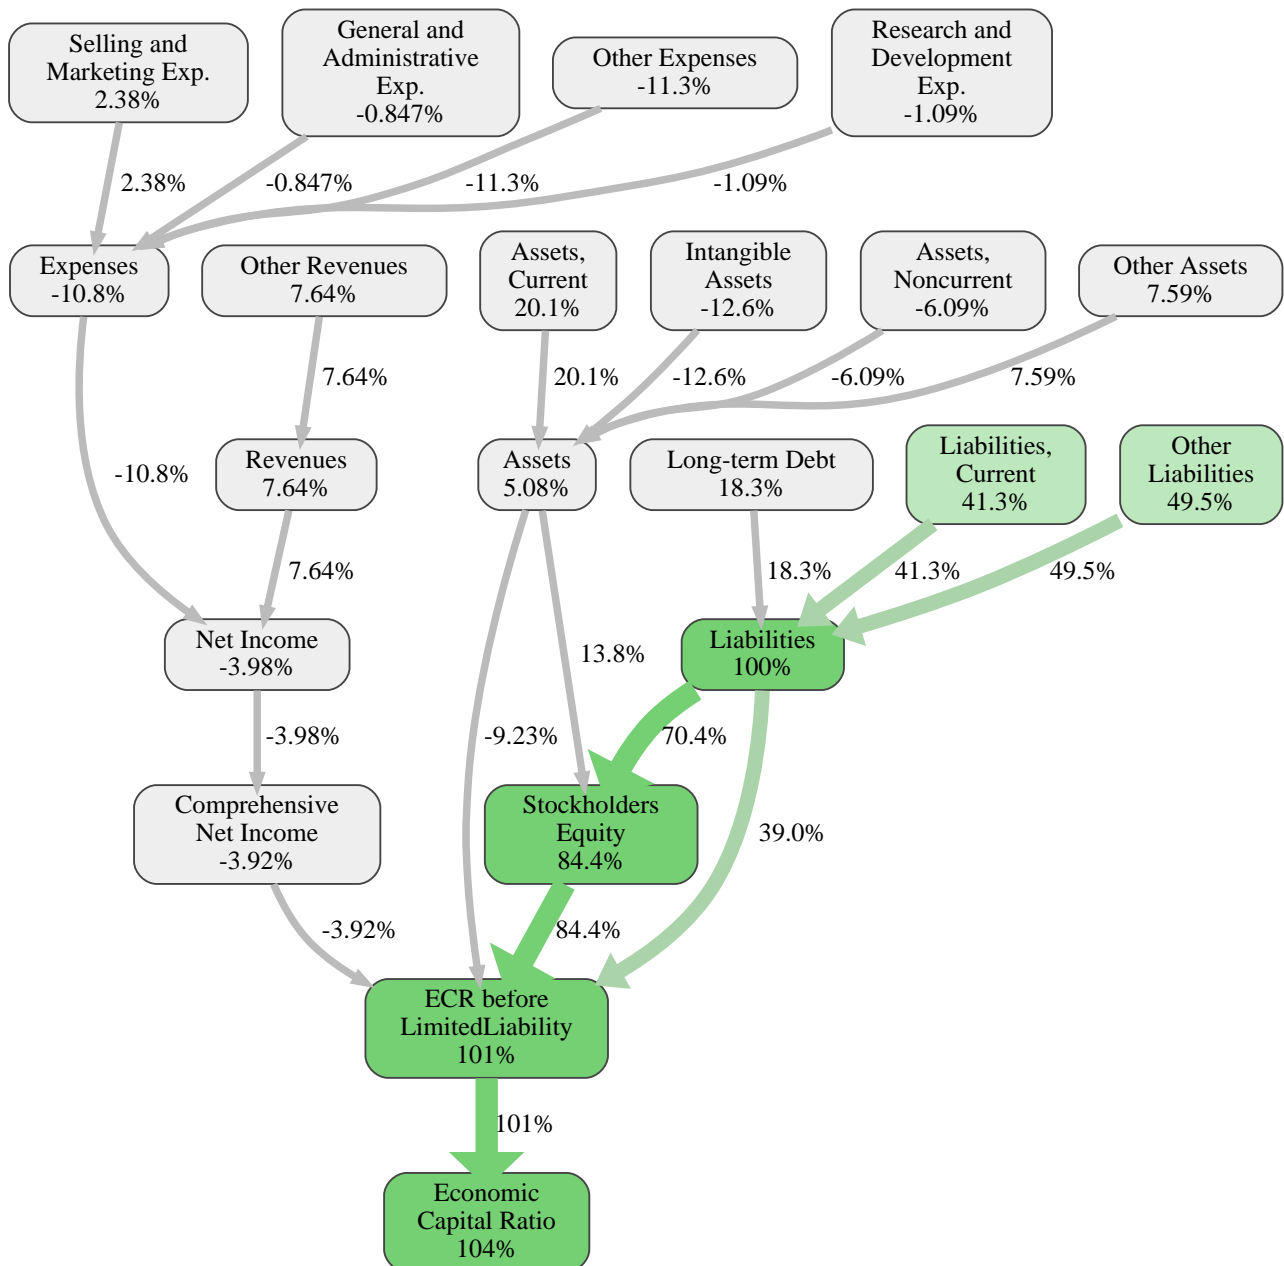 Selling and
Marketing Exp.
2.38%
General and
Administrative
Exp.
-0.847%
Other Expenses
-11.3%
Research and
Development
Exp.
-1.09%
2.38%
-0.847%
-11.3%
-1.09%
Expenses
-10.8%
Other Revenues
7.64%
Assets,
Current
20.1%
Intangible
Assets
-12.6%
Assets,
Noncurrent
-6.09%
Other Assets
7.59%
7.64%
20.1%
-12.6%
-6.09%
7.59%
-10.8%
Revenues
7.64%
Assets
5.08%
Long-term Debt
18.3%
Liabilities,
Current
41.3%
Other
Liabilities
49.5%
7.64%
18.3%
41.3%
49.5%
Net Income
-3.98%
13.8%
Liabilities
100%
-3.98%
-9.23%
70.4%
Comprehensive
Net Income
-3.92%
Stockholders
Equity
84.4%
39.0%
-3.92%
84.4%
ECR before
LimitedLiability
101%
101%
Economic
Capital Ratio
104%